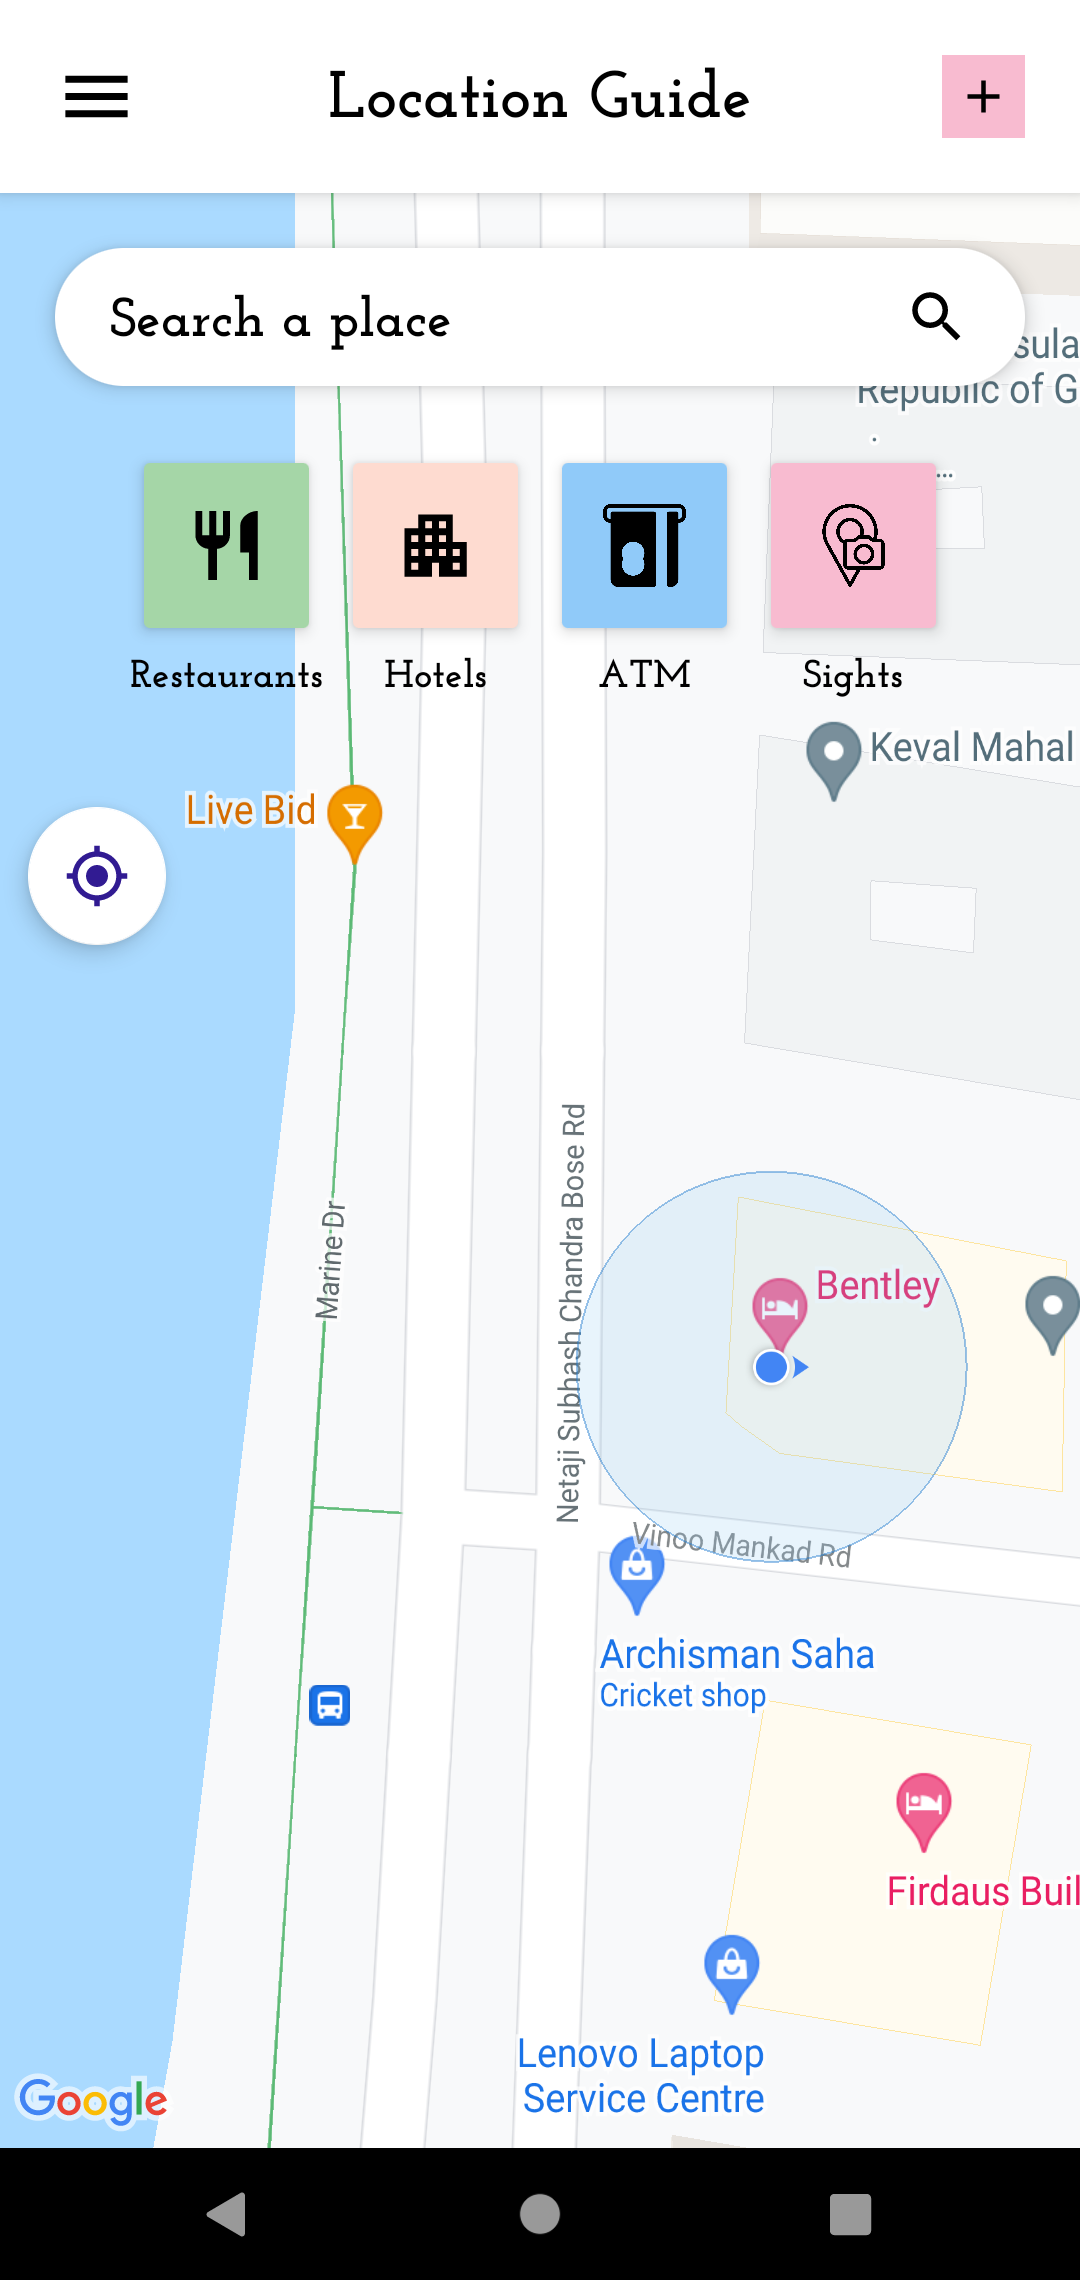 Location Guide
Search a place
sula
Republic of G
...
Restaurants
Hotels
ATM
Sights
Keval Mahal
Live Bid
Netaji Subhash Chandra Bose Rd
Marine Dr
Bentley
Vinoo Mankad Rd
Archisman Saha
Cricket shop
Firdaus Buil
Lenovo Laptop
Service Centre
Google